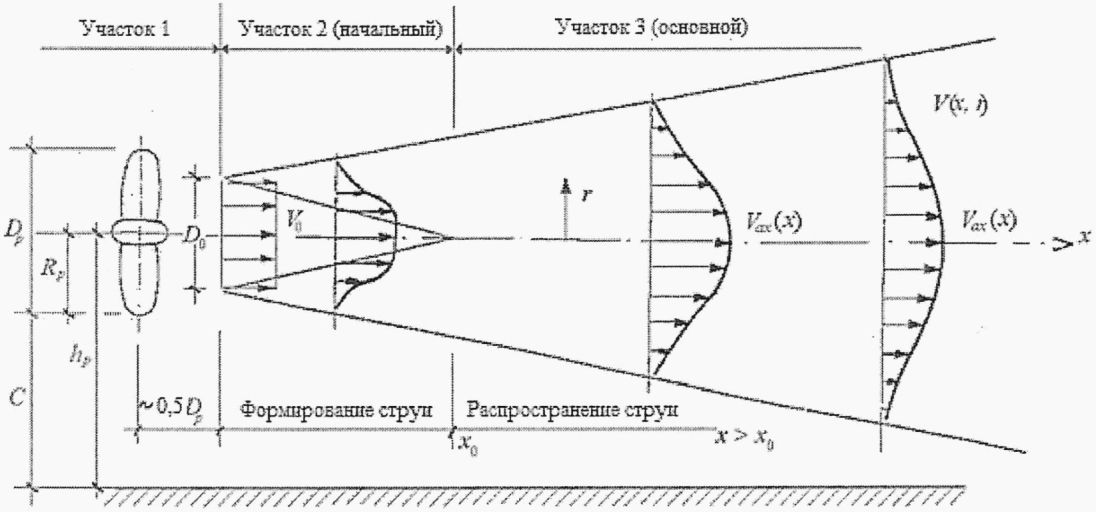 Участок 1
Участок 2 (начальный)
Участок 3 (основной)
V(x, r)
r
D_p
D_0
V_0
V_ax(x)
V_ax(x)
x
R_p
h_p
C
~0,5D_p
Формирование струи
Распространение струи
x_0
x > x_0